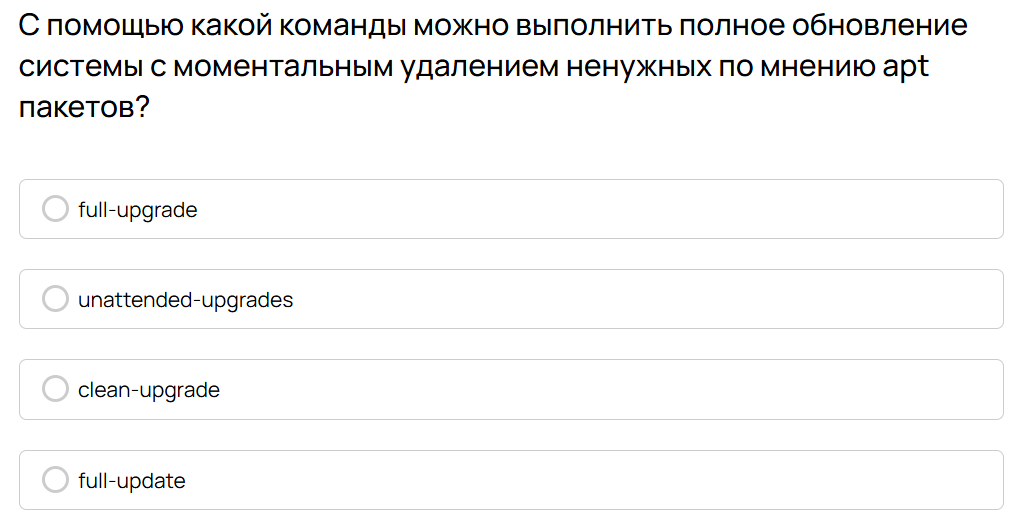 С помощью какой команды можно выполнить полное обновление
системы с моментальным удалением ненужных по мнению apt
пакетов?
full-upgrade
unattended-upgrades
clean-upgrade
full-update